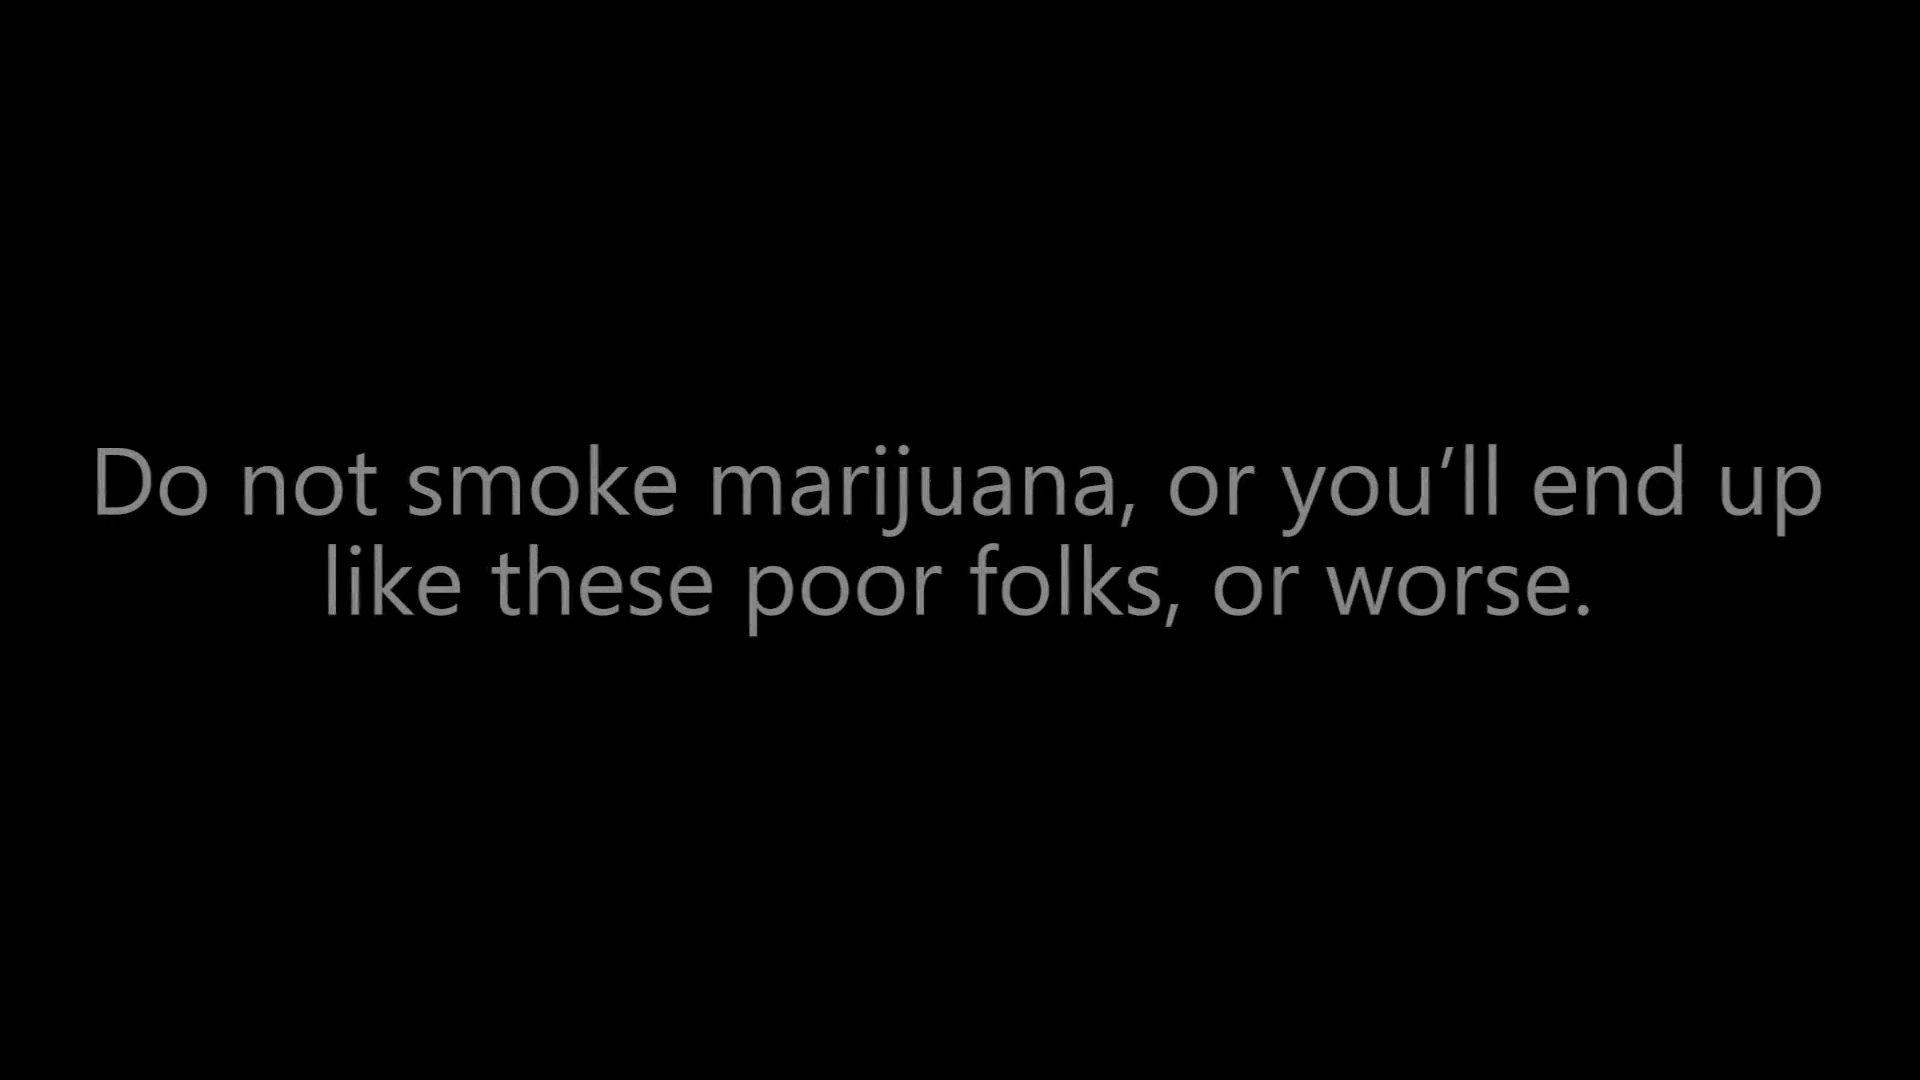 Do not smoke marijuana, or you’ll end up
like these poor folks, or worse.